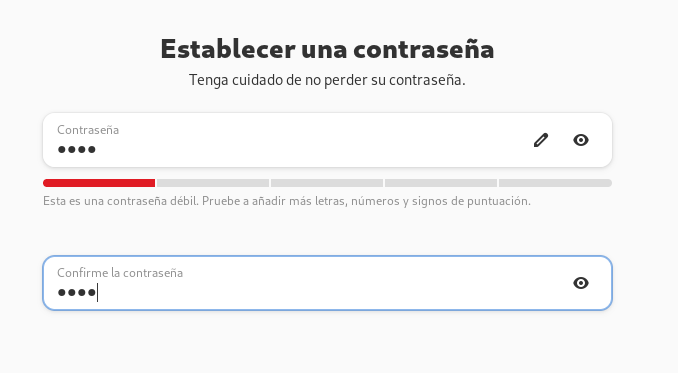 Establecer una contraseña
Tenga cuidado de no perder su contraseña.
Contraseña
●●●●
Esta es una contraseña débil. Pruebe a añadir más letras, números y signos de puntuación.
Confirme la contraseña
●●●●